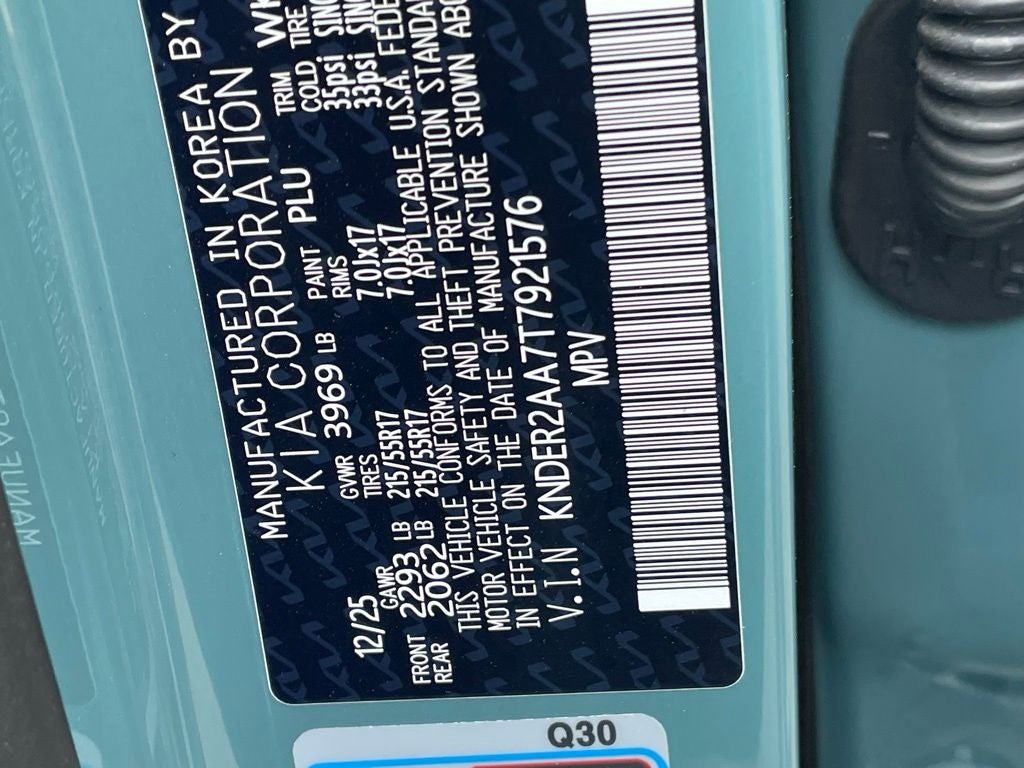 MANUFACTURED IN KOREA BY
KIA CORPORATION
12/25 GVWR 3969 LB PAINT PLU TRIM WK
GAWR TIRES RIMS COLD TIRE
FRONT 2293 LB 215/55R17 7.0Jx17 35psi
REAR 2062 LB 215/55R17 7.0Jx17 33psi
THIS VEHICLE CONFORMS TO ALL APPLICABLE U.S.A. FEDE
MOTOR VEHICLE SAFETY AND THEFT PREVENTION STANDA
IN EFFECT ON THE DATE OF MANUFACTURE SHOWN ABO
V.I.N KNDER2AA7T7921576
MPV
Q30